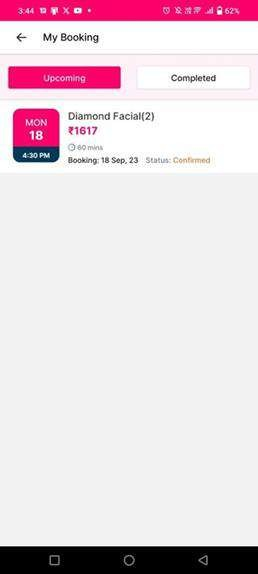 3:44 62%
My Booking
Upcoming Completed
MON
18
4:30 PM
Diamond Facial(2)
₹1617
60 mins
Booking: 18 Sep, 23 Status: Confirmed